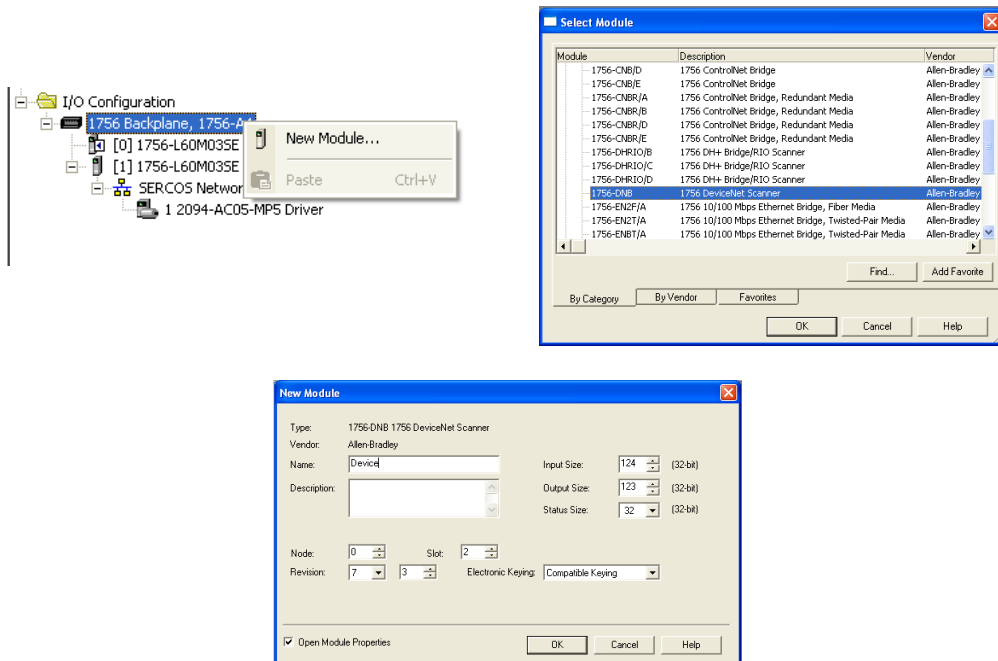 I/O Configuration
1756 Backplane, 1756-A4
[0] 1756-L60M03SE
[1] 1756-L60M03SE
SERCOS Networ
1 2094-AC05-MP5 Driver
New Module...
Paste Ctrl+V
Select Module
Module Description Vendor
1756-CNB/D 1756 ControlNet Bridge Allen-Bradley
1756-CNB/E 1756 ControlNet Bridge Allen-Bradley
1756-CNBR/A 1756 ControlNet Bridge, Redundant Media Allen-Bradley
1756-CNBR/B 1756 ControlNet Bridge, Redundant Media Allen-Bradley
1756-CNBR/D 1756 ControlNet Bridge, Redundant Media Allen-Bradley
1756-CNBR/E 1756 ControlNet Bridge, Redundant Media Allen-Bradley
1756-DHRIO/B 1756 DH+ Bridge/RIO Scanner Allen-Bradley
1756-DHRIO/C 1756 DH+ Bridge/RIO Scanner Allen-Bradley
1756-DHRIO/D 1756 DH+ Bridge/RIO Scanner Allen-Bradley
1756-DNB 1756 DeviceNet Scanner Allen-Bradley
1756-EN2F/A 1756 10/100 Mbps Ethernet Bridge, Fiber Media Allen-Bradley
1756-EN2T/A 1756 10/100 Mbps Ethernet Bridge, Twisted-Pair Media Allen-Bradley
1756-ENBT/A 1756 10/100 Mbps Ethernet Bridge, Twisted-Pair Media Allen-Bradley
Find... Add Favorite
By Category By Vendor Favorites
OK Cancel Help
New Module
Type: 1756-DNB 1756 DeviceNet Scanner
Vendor: Allen-Bradley
Name: Device Input Size: 124 (32-bit)
Description: Output Size: 123 (32-bit)
Status Size: 32 (32-bit)
Node: 0 Slot: 2
Revision: 7 3 Electronic Keying: Compatible Keying
Open Module Properties OK Cancel Help